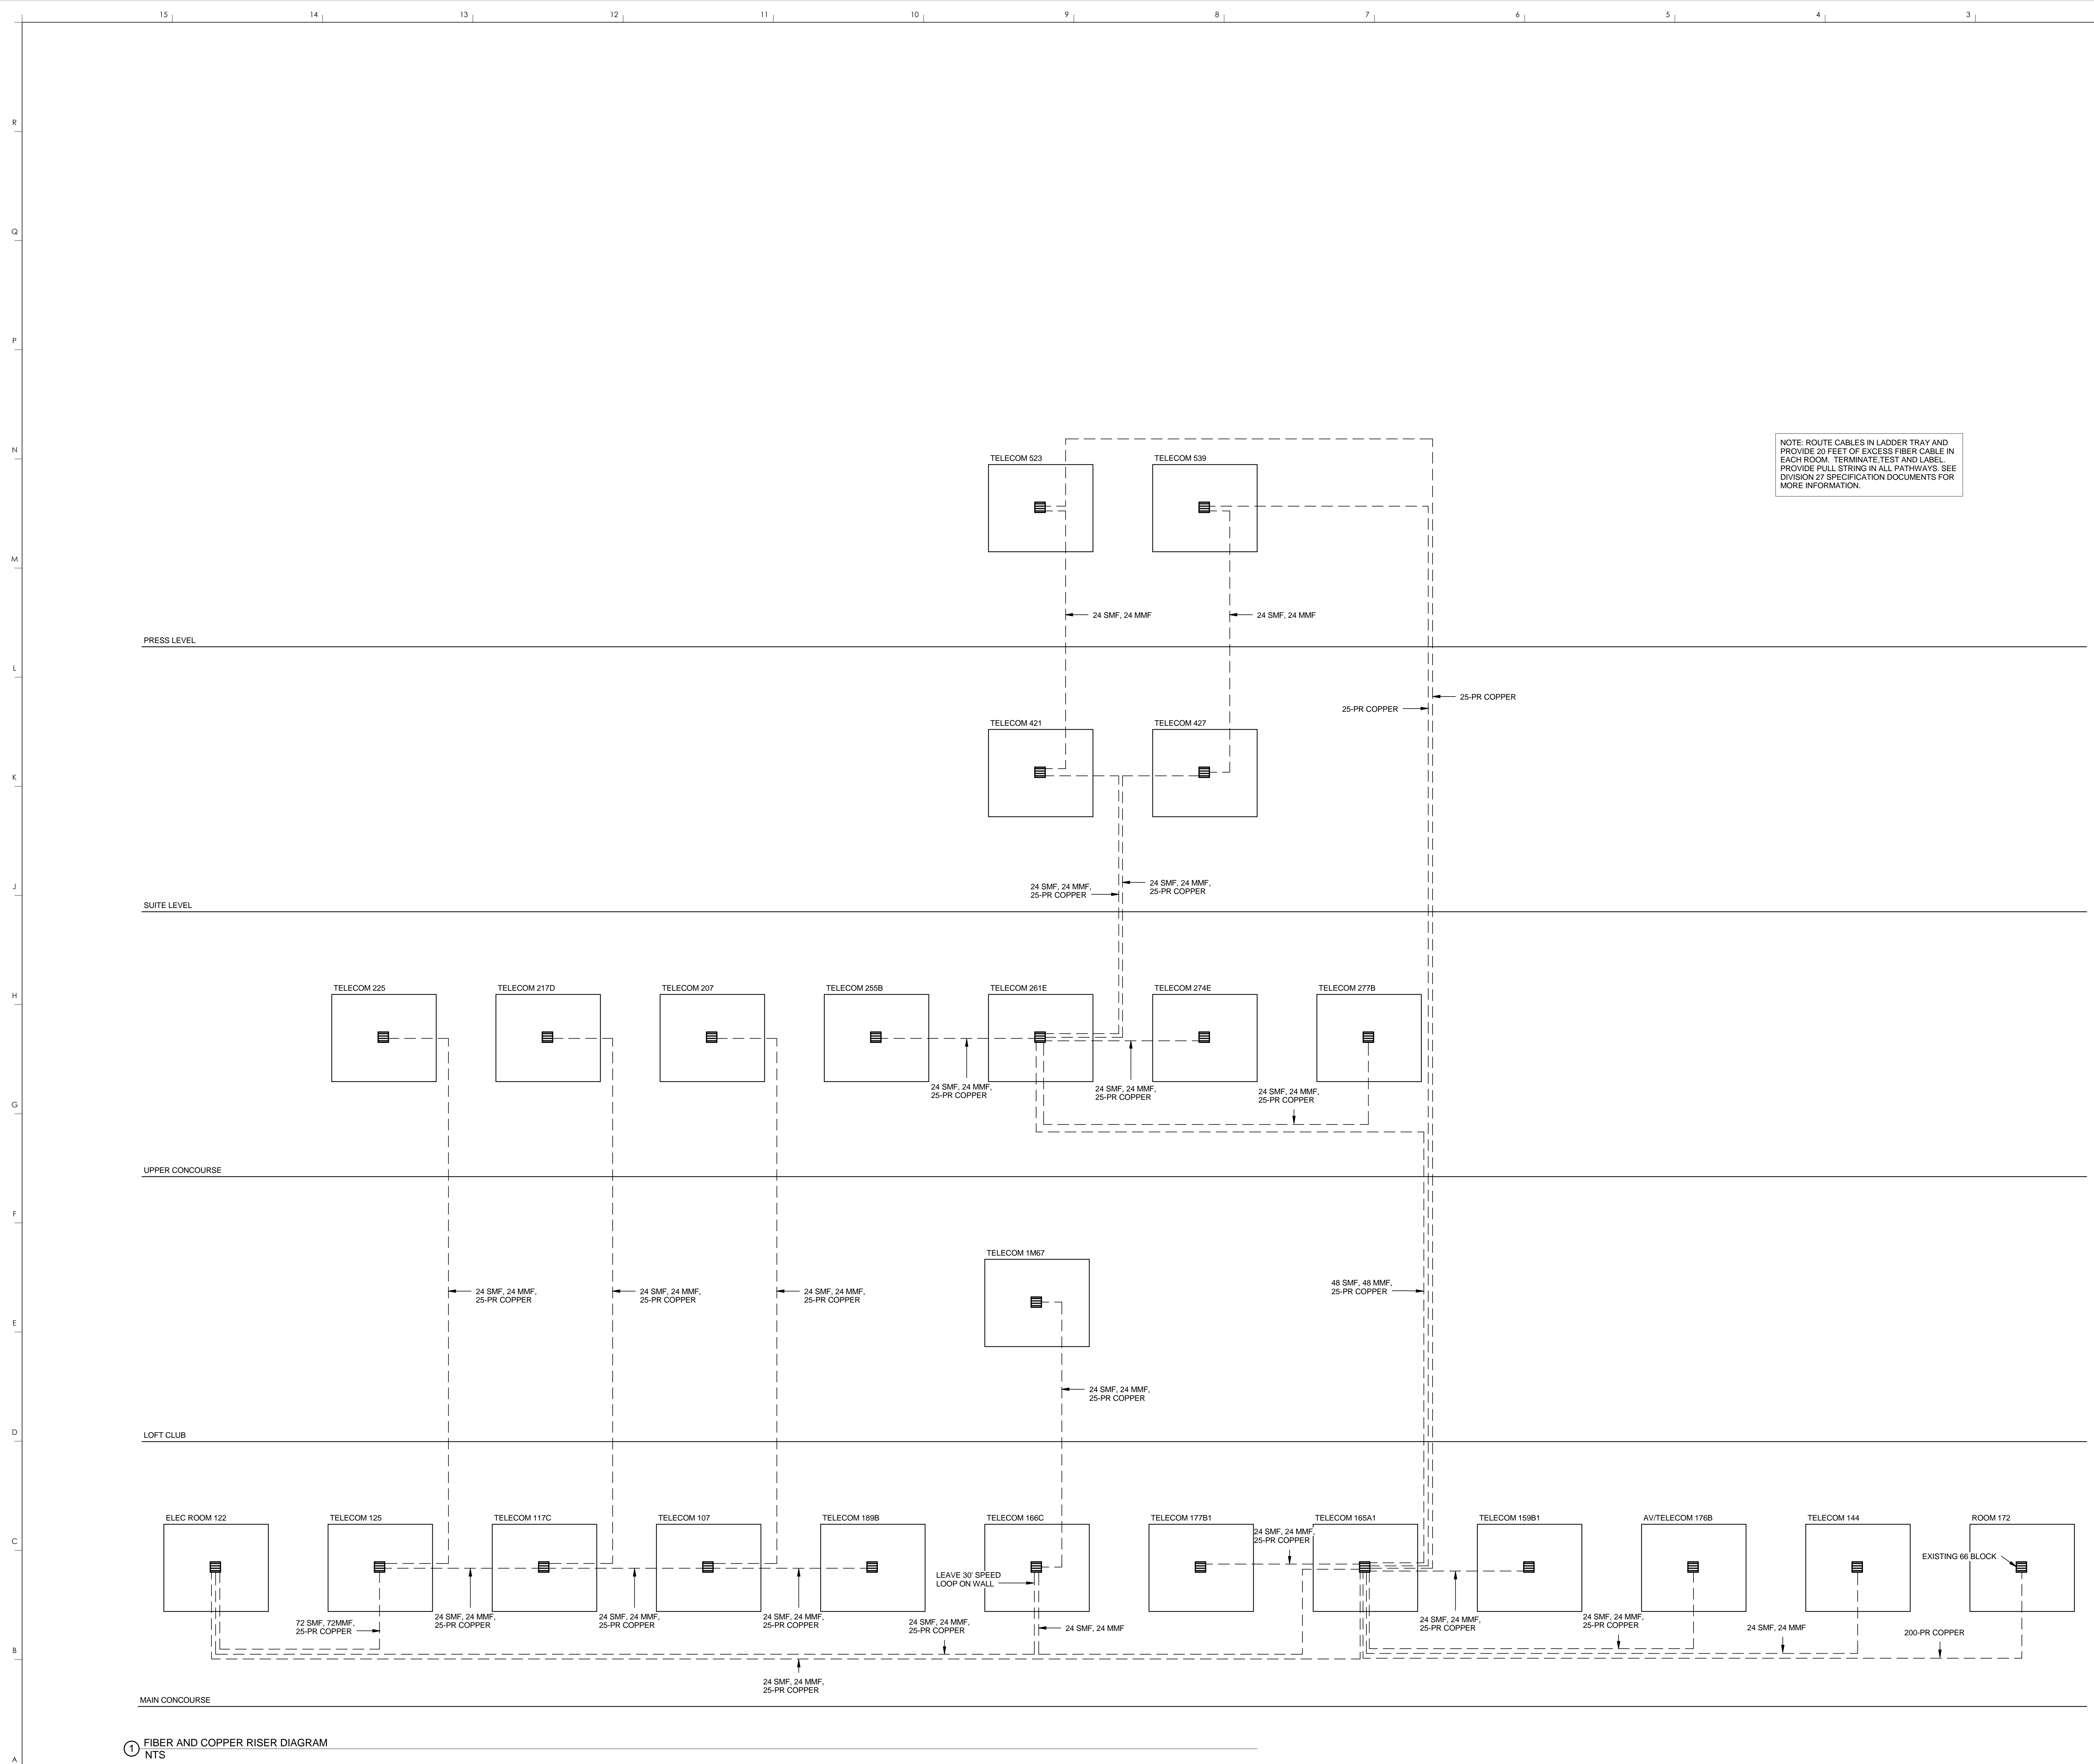 15 14 13 12 11 10 9 8 7 6 5 4 3
R
Q
P
N
NOTE: ROUTE CABLES IN LADDER TRAY AND
PROVIDE 20 FEET OF EXCESS FIBER CABLE IN
EACH ROOM. TERMINATE,TEST AND LABEL.
PROVIDE PULL STRING IN ALL PATHWAYS. SEE
DIVISION 27 SPECIFICATION DOCUMENTS FOR
MORE INFORMATION.
TELECOM 523
TELECOM 539
M
24 SMF, 24 MMF
24 SMF, 24 MMF
PRESS LEVEL
L
25-PR COPPER
25-PR COPPER
TELECOM 421
TELECOM 427
K
J
24 SMF, 24 MMF,
25-PR COPPER
24 SMF, 24 MMF,
25-PR COPPER
SUITE LEVEL
H
TELECOM 225
TELECOM 217D
TELECOM 207
TELECOM 255B
TELECOM 261E
TELECOM 274E
TELECOM 277B
24 SMF, 24 MMF,
25-PR COPPER
24 SMF, 24 MMF,
25-PR COPPER
24 SMF, 24 MMF,
25-PR COPPER
G
UPPER CONCOURSE
F
TELECOM 1M67
24 SMF, 24 MMF,
25-PR COPPER
24 SMF, 24 MMF,
25-PR COPPER
24 SMF, 24 MMF,
25-PR COPPER
48 SMF, 48 MMF,
25-PR COPPER
E
24 SMF, 24 MMF,
25-PR COPPER
D
LOFT CLUB
ELEC ROOM 122
TELECOM 125
TELECOM 117C
TELECOM 107
TELECOM 189B
TELECOM 166C
TELECOM 177B1
TELECOM 165A1
TELECOM 159B1
AV/TELECOM 176B
TELECOM 144
ROOM 172
C
24 SMF, 24 MMF,
25-PR COPPER
EXISTING 66 BLOCK
LEAVE 30' SPEED
LOOP ON WALL
72 SMF, 72MMF,
25-PR COPPER
24 SMF, 24 MMF,
25-PR COPPER
24 SMF, 24 MMF,
25-PR COPPER
24 SMF, 24 MMF,
25-PR COPPER
24 SMF, 24 MMF,
25-PR COPPER
24 SMF, 24 MMF
24 SMF, 24 MMF,
25-PR COPPER
24 SMF, 24 MMF,
25-PR COPPER
24 SMF, 24 MMF
200-PR COPPER
B
24 SMF, 24 MMF,
25-PR COPPER
MAIN CONCOURSE
1 FIBER AND COPPER RISER DIAGRAM
NTS
A